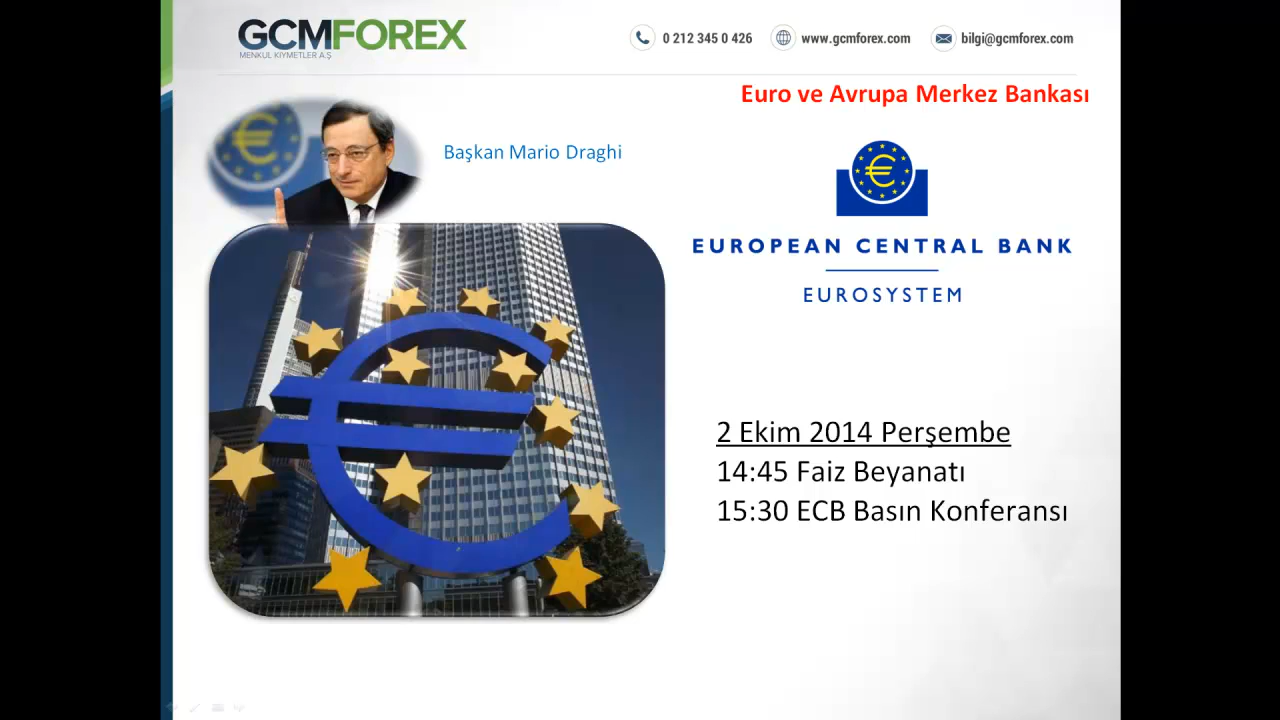 GCMFOREX
MENKUL KIYMETLER A.Ş
0 212 345 0 426
www.gcmforex.com
bilgi@gcmforex.com
Euro ve Avrupa Merkez Bankası
Başkan Mario Draghi
EUROPEAN CENTRAL BANK
EUROSYSTEM
2 Ekim 2014 Perşembe
14:45 Faiz Beyanatı
15:30 ECB Basın Konferansı